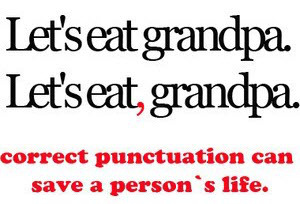 Let's eat grandpa.
Let's eat, grandpa.
correct punctuation can
save a person`s life.